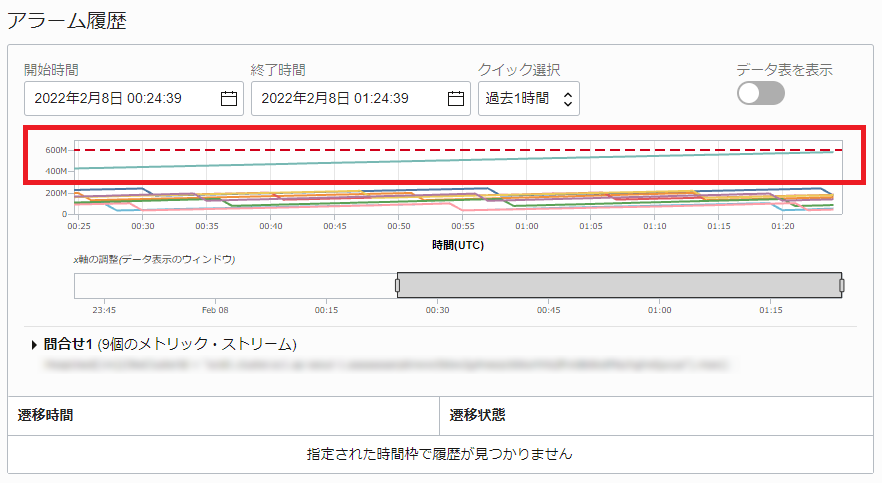 アラーム履歴
開始時間 終了時間 クイック選択 データ表を表示
2022年2月8日 00:24:39 2022年2月8日 01:24:39 過去1時間
600M
400M
200M
0
00:25 00:30 00:35 00:40 00:45 00:50 00:55 01:00 01:05 01:10 01:15 01:20
時間(UTC)
x軸の調整(データ表示のウィンドウ)
23:45 Feb 08 00:15 00:30 00:45 01:00 01:15
問合せ1 (9個のメトリック・ストリーム)
遷移時間 遷移状態
指定された時間枠で履歴が見つかりません